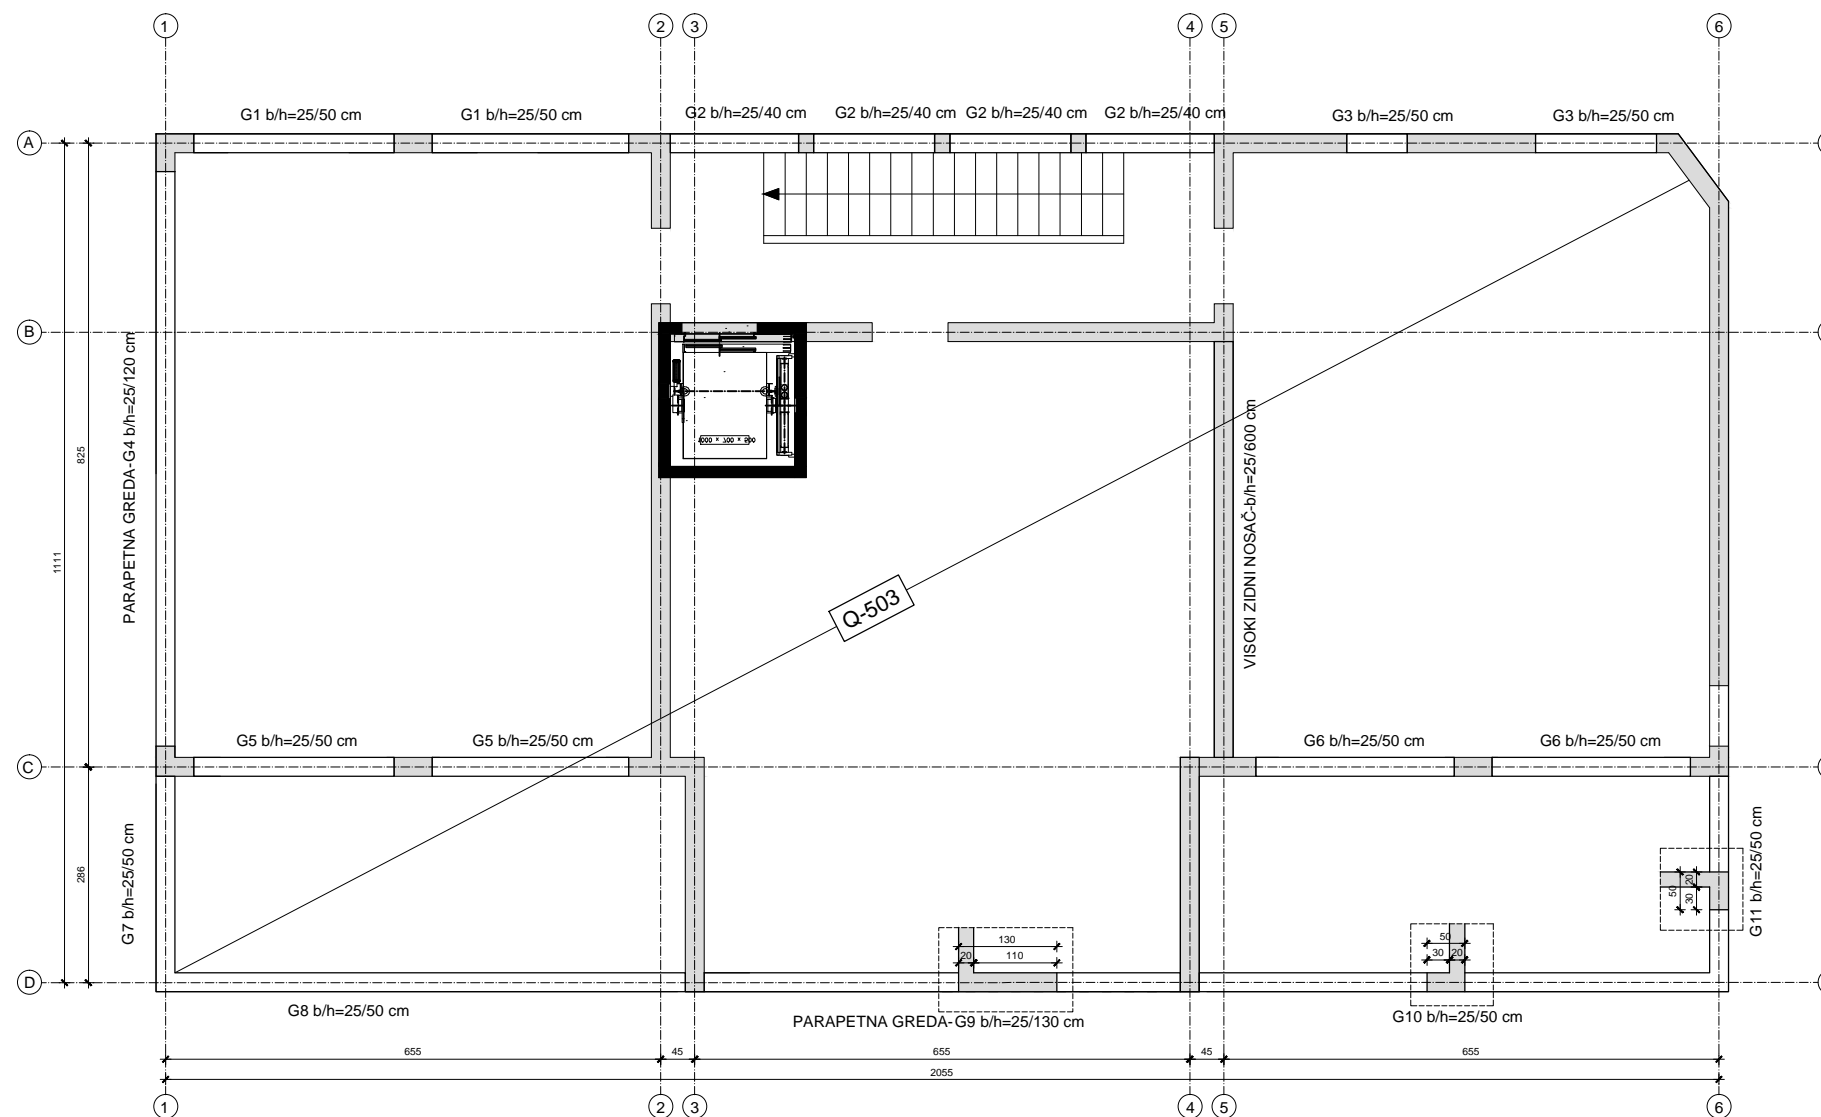 1
2
3
4
5
6
G1 b/h=25/50 cm
G1 b/h=25/50 cm
G2 b/h=25/40 cm
G2 b/h=25/40 cm
G2 b/h=25/40 cm
G2 b/h=25/40 cm
G3 b/h=25/50 cm
G3 b/h=25/50 cm
A
B
PARAPETNA GREDA-G4 b/h=25/120 cm
825
1111
VISOKI ZIDNI NOSAČ-b/h=25/600 cm
Q-503
G5 b/h=25/50 cm
G5 b/h=25/50 cm
G6 b/h=25/50 cm
G6 b/h=25/50 cm
C
286
G7 b/h=25/50 cm
50
20
30
G11 b/h=25/50 cm
130
20
110
50
30
20
D
G8 b/h=25/50 cm
PARAPETNA GREDA-G9 b/h=25/130 cm
G10 b/h=25/50 cm
655
45
655
45
655
2055
1
2
3
4
5
6